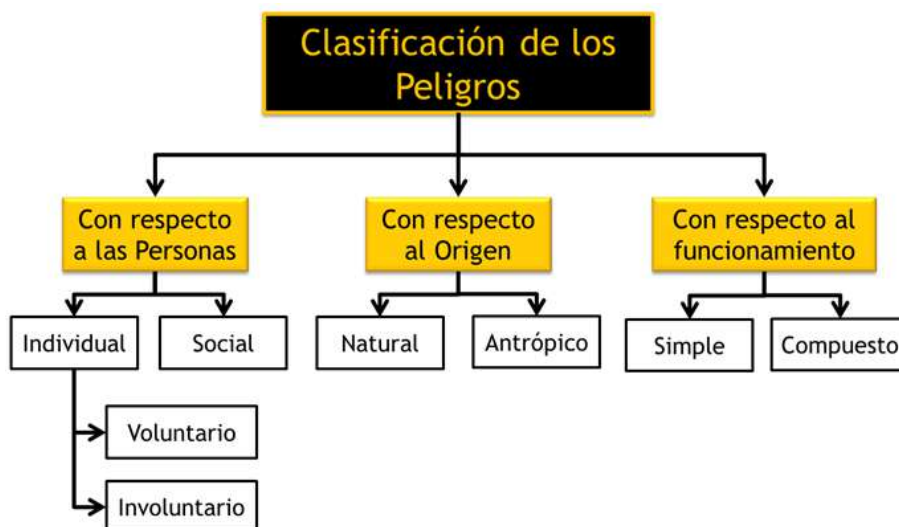 Clasificación de los
Peligros
Con respecto
a las Personas
Con respecto
al Origen
Con respecto al
funcionamiento
Individual
Social
Natural
Antrópico
Simple
Compuesto
Voluntario
Involuntario